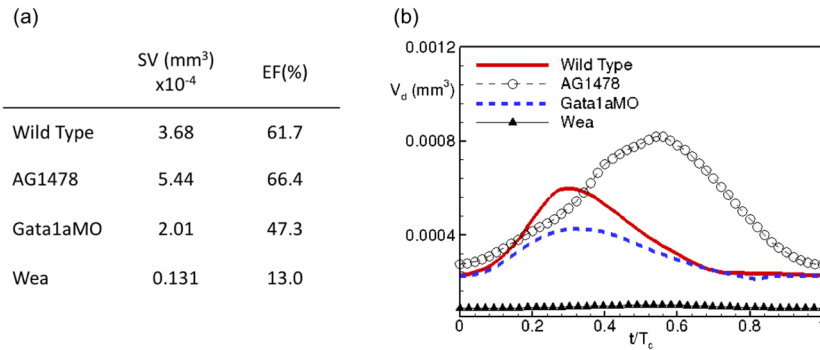 (a)
SV (mm³)
x10⁻⁴ EF(%)
Wild Type 3.68 61.7
AG1478 5.44 66.4
Gata1aMO 2.01 47.3
Wea 0.131 13.0
(b)
0.0012
V_d (mm³)
0.0008
0.0004
Wild Type
AG1478
Gata1aMO
Wea
0 0.2 0.4 0.6 0.8
t/T_c